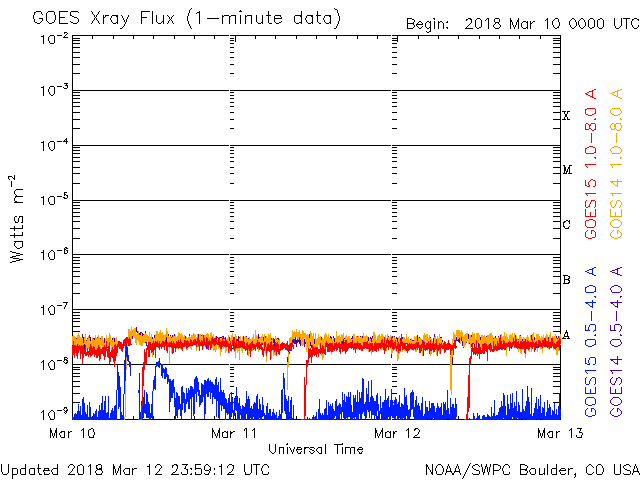 GOES Xray Flux (1-minute data)
Begin: 2018 Mar 10 0000 UTC
10⁻²
10⁻³
10⁻⁴
10⁻⁵
10⁻⁶
10⁻⁷
10⁻⁸
10⁻⁹
Watts m⁻²
X
M
C
B
A
GOES15 1.0-8.0 A
GOES14 1.0-8.0 A
GOES15 0.5-4.0 A
GOES14 0.5-4.0 A
Mar 10
Mar 11
Mar 12
Mar 13
Universal Time
Updated 2018 Mar 12 23:59:12 UTC
NOAA/SWPC Boulder, CO USA